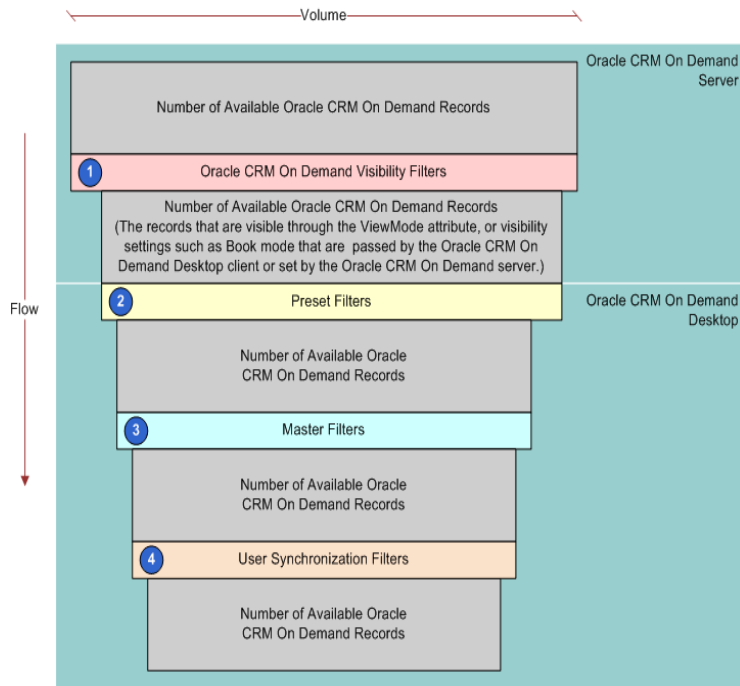 Volume
Oracle CRM On Demand
Server
Number of Available Oracle CRM On Demand Records
1
Oracle CRM On Demand Visibility Filters
Number of Available Oracle CRM On Demand Records
(The records that are visible through the ViewMode attribute, or visibility
settings such as Book mode that are passed by the Oracle CRM On
Demand Desktop client or set by the Oracle CRM On Demand server.)
Flow
2
Preset Filters
Oracle CRM On Demand
Desktop
Number of Available Oracle
CRM On Demand Records
3
Master Filters
Number of Available Oracle
CRM On Demand Records
4
User Synchronization Filters
Number of Available Oracle
CRM On Demand Records